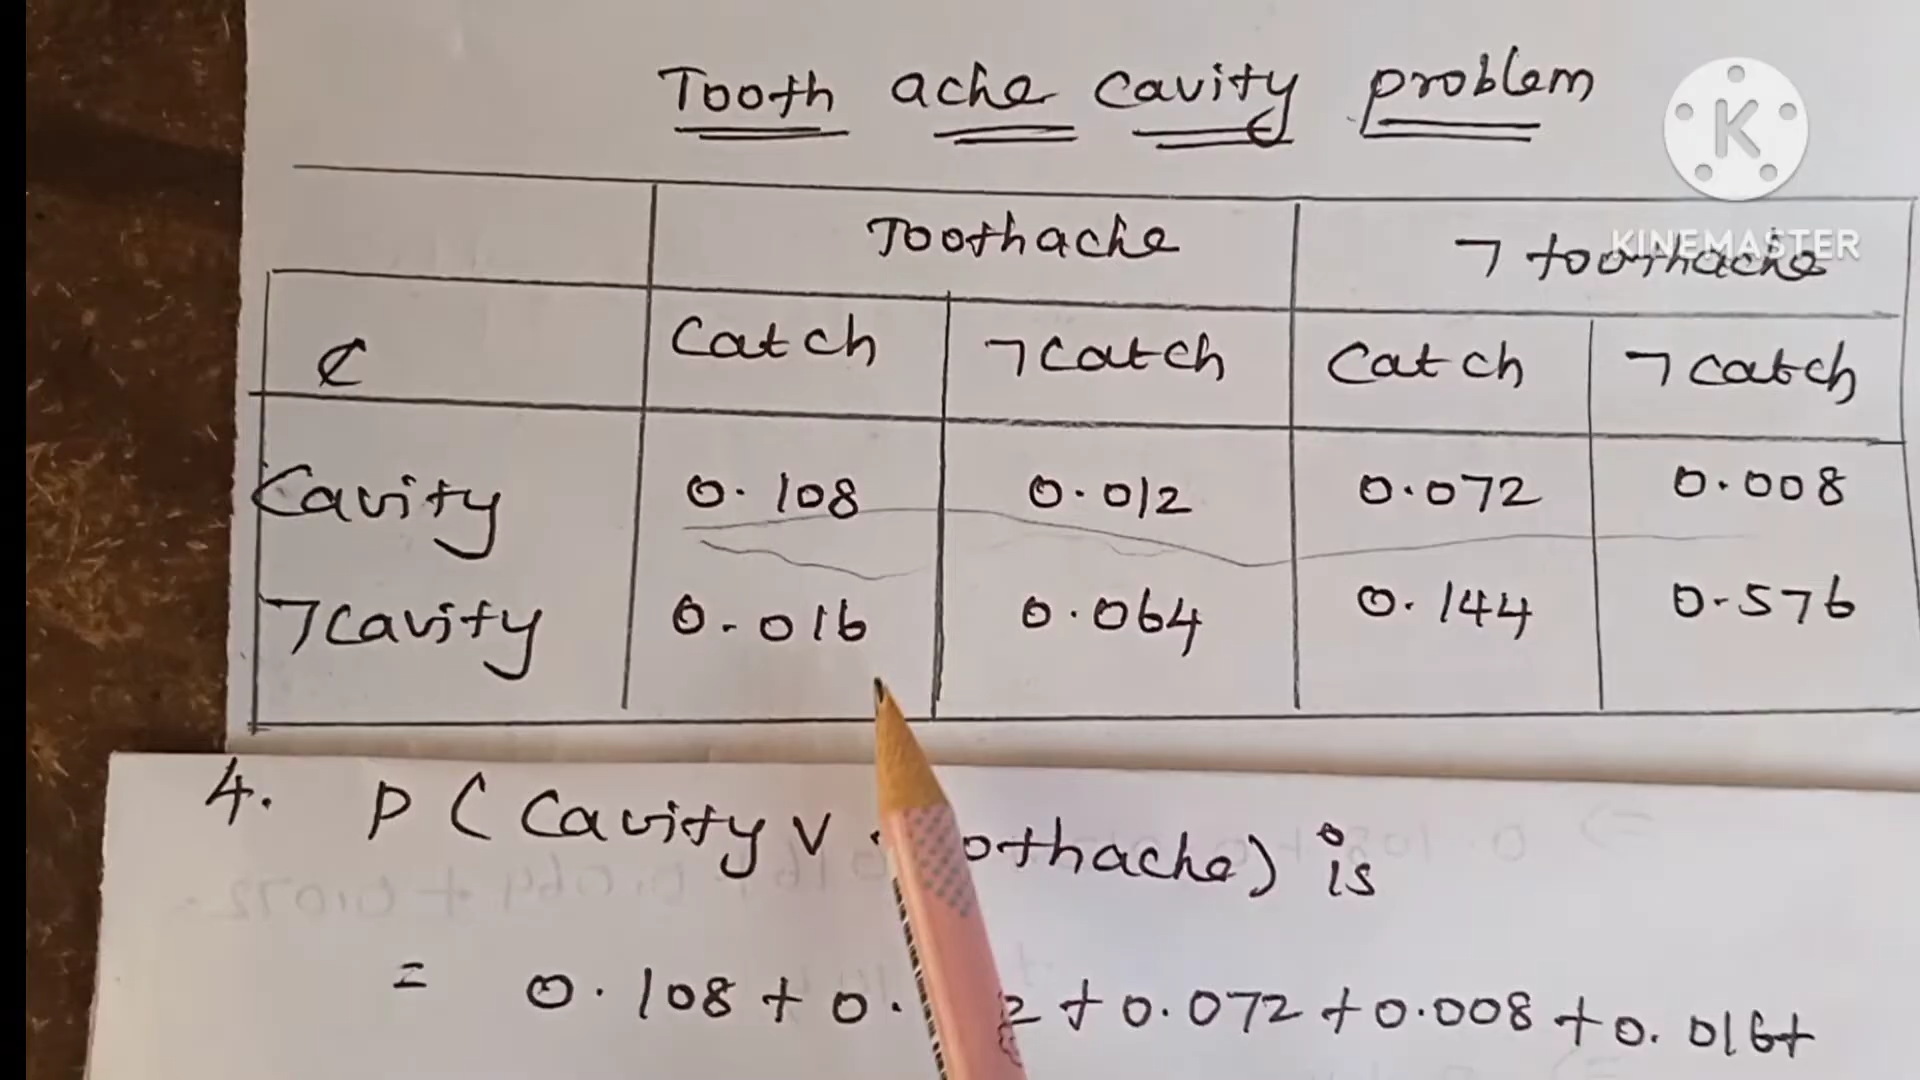 Tooth ache cavity problem
K
KINEMASTER
Toothache ¬ toothache
¢ Catch ¬catch Catch ¬ catch
Cavity 0.108 0.012 0.072 0.008
¬cavity 0.016 0.064 0.144 0.576
4. P ( Cavity ∨ is
= 0.108 + + 0.072 + 0.008 + 0.016+